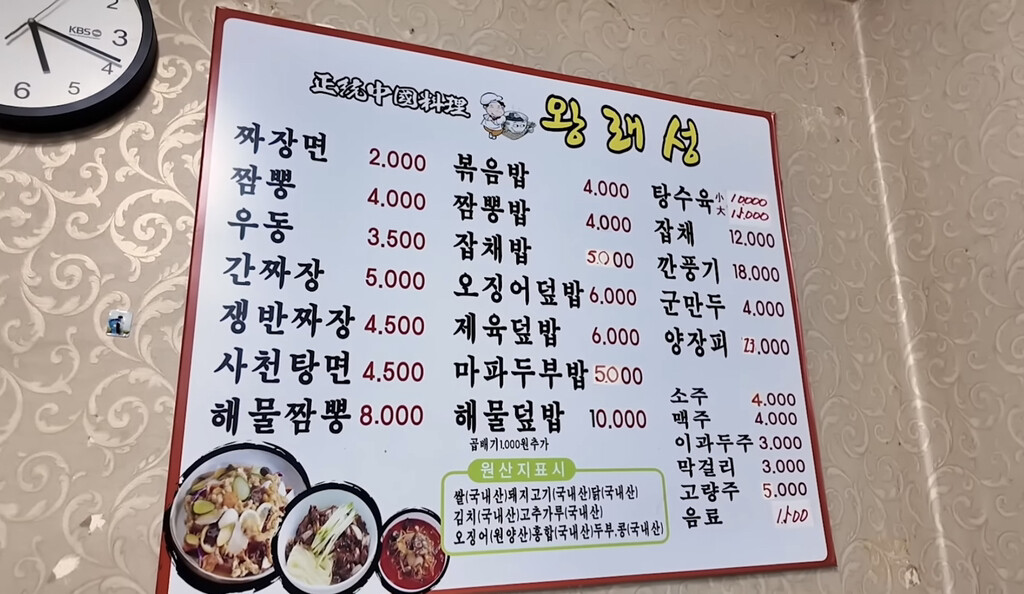 2
3
KBS
4
5
6
正統中國料理
왕래성
짜장면 2.000
짬뽕 4.000
우동 3.500
간짜장 5.000
쟁반짜장 4.500
사천탕면 4.500
해물짬뽕 8.000
볶음밥 4.000
짬뽕밥 4.000
잡채밥 5.000
오징어덮밥 6.000
제육덮밥 6.000
마파두부밥 5.000
해물덮밥 10.000
곱배기1.000원추가
탕수육 小 10,000
大 15,000
잡채 12.000
깐풍기 18.000
군만두 4,000
양장피 23.000
소주 4.000
맥주 4.000
이과두주 3.000
막걸리 3.000
고량주 5.000
음료 1,500
원산지표시
쌀(국내산)돼지고기(국내산)닭(국내산)
김치(국내산)고추가루(국내산)
오징어(원양산)홍합(국내산)두부.콩(국내산)